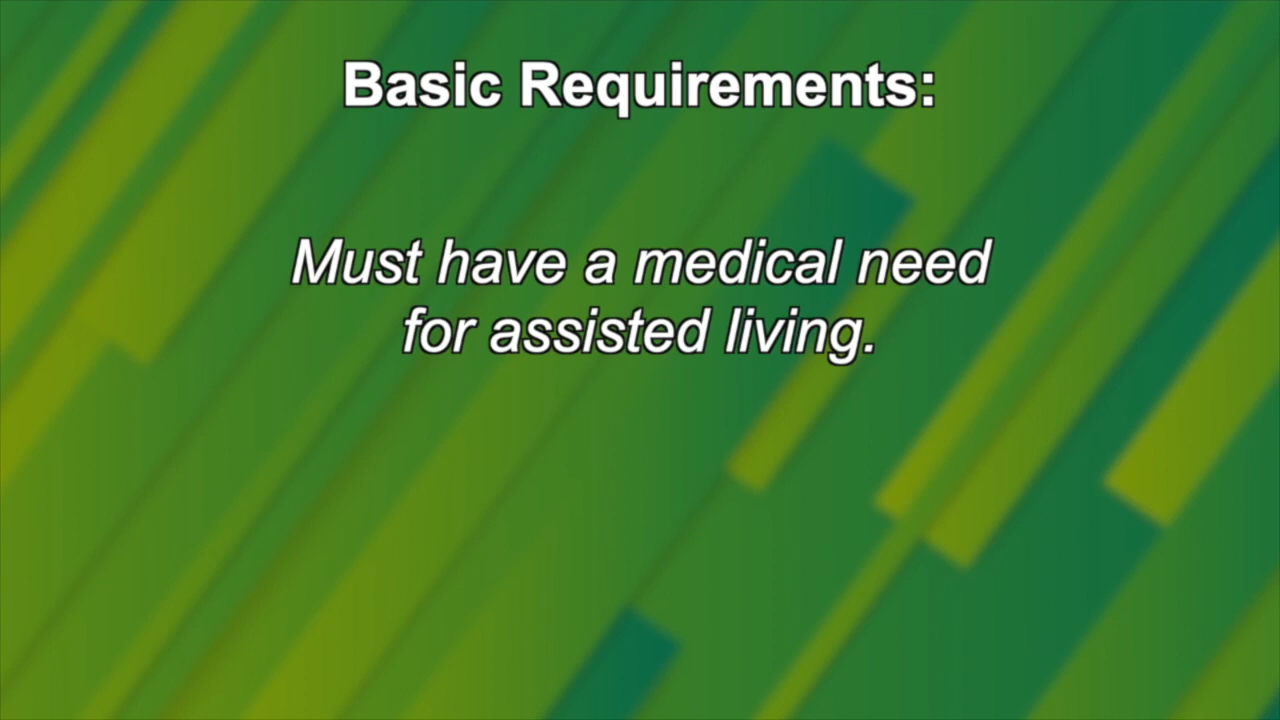 Basic Requirements:
Must have a medical need
for assisted living.